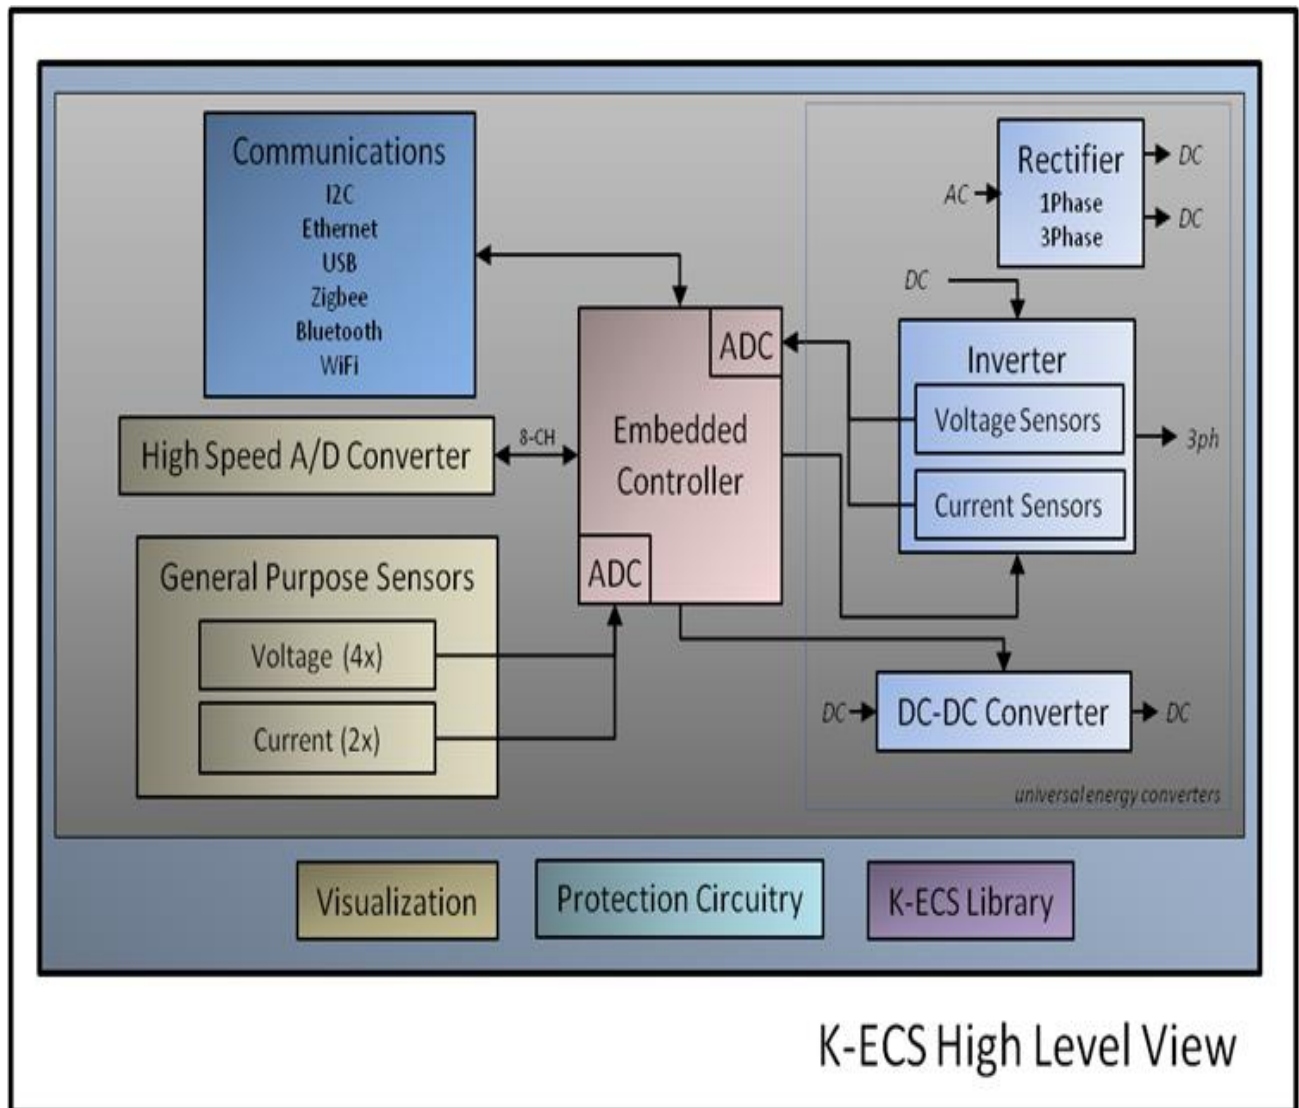 Communications
I2C
Ethernet
USB
Zigbee
Bluetooth
WiFi
High Speed A/D Converter
8-CH
General Purpose Sensors
Voltage (4x)
Current (2x)
ADC
Embedded
Controller
ADC
AC
Rectifier
1Phase
3Phase
DC
DC
DC
Inverter
Voltage Sensors
Current Sensors
3ph
DC
DC-DC Converter
DC
universal energy converters
Visualization
Protection Circuitry
K-ECS Library
K-ECS High Level View